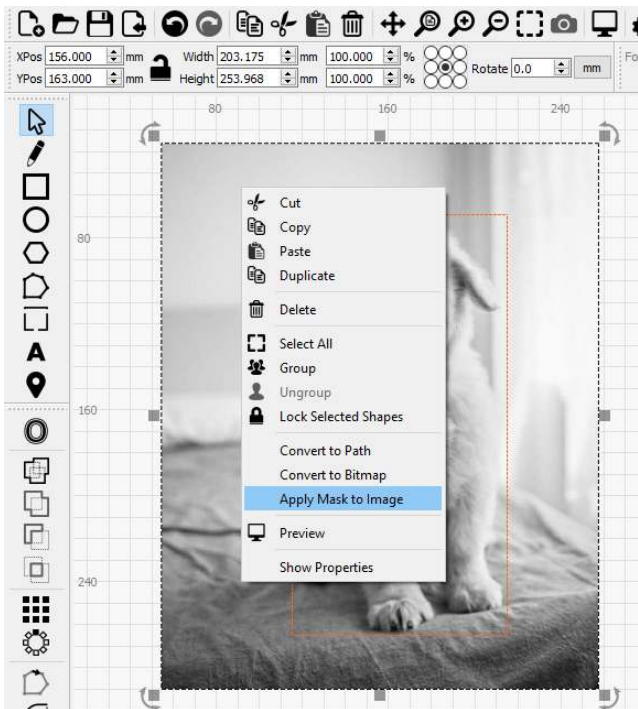 XPos 156.000 mm Width 203.175 mm 100.000 % Rotate 0.0 mm Fo
YPos 163.000 mm Height 253.968 mm 100.000 %
80 160 240
80
160
240
A
Cut
Copy
Paste
Duplicate
Delete
Select All
Group
Ungroup
Lock Selected Shapes
Convert to Path
Convert to Bitmap
Apply Mask to Image
Preview
Show Properties